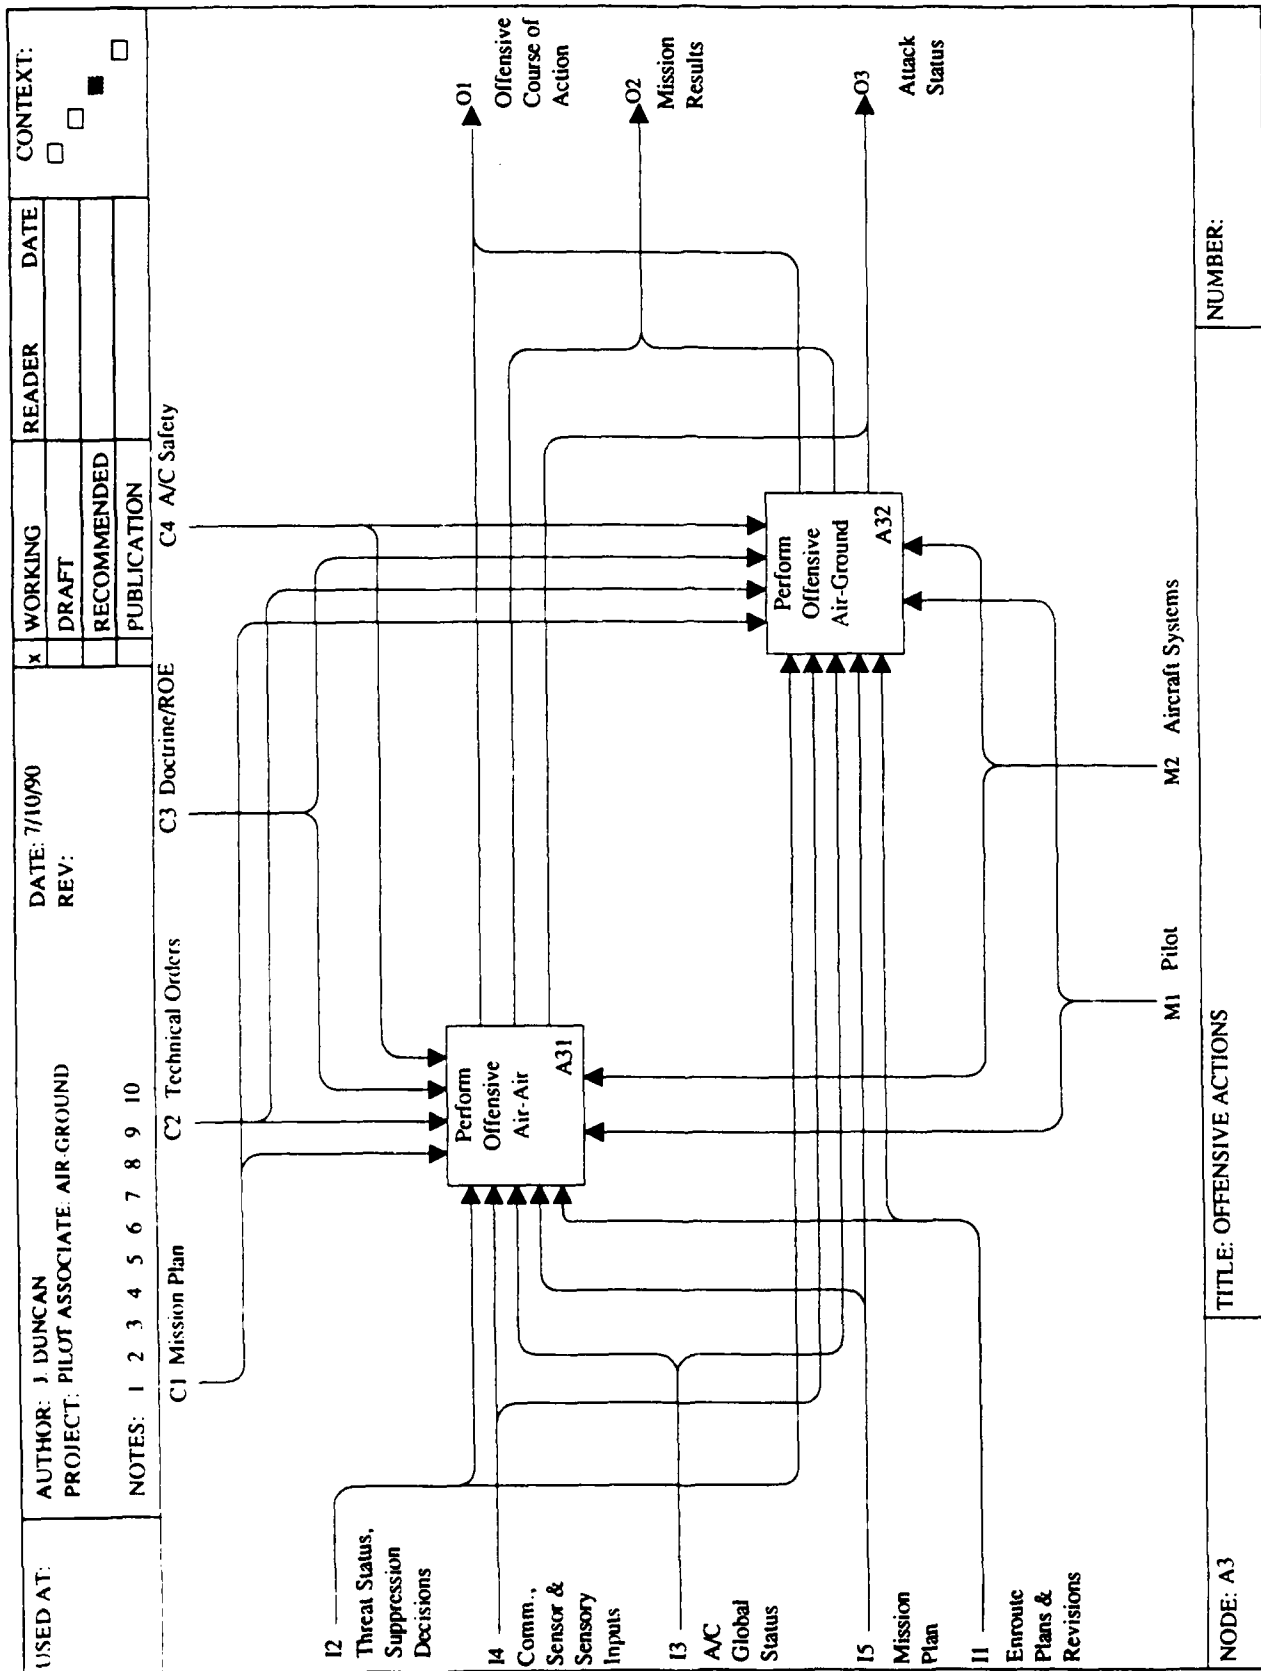 USED AT:
AUTHOR: J. DUNCAN
PROJECT: PILOT ASSOCIATE: AIR-GROUND
NOTES: 1 2 3 4 5 6 7 8 9 10
DATE: 7/10/90
REV:
x WORKING
DRAFT
RECOMMENDED
PUBLICATION
READER DATE
CONTEXT:
C1 Mission Plan
C2 Technical Orders
C3 Doctrine/ROE
C4 A/C Safety
I2
Threat Status,
Suppression
Decisions
I4
Comm.,
Sensor &
Sensory
Inputs
I3
A/C
Global
Status
I5
Mission
Plan
I1
Enroute
Plans &
Revisions
Perform
Offensive
Air-Air
A31
Perform
Offensive
Air-Ground
A32
O1
Offensive
Course of
Action
O2
Mission
Results
O3
Attack
Status
M1 Pilot
M2 Aircraft Systems
NODE: A3
TITLE: OFFENSIVE ACTIONS
NUMBER: